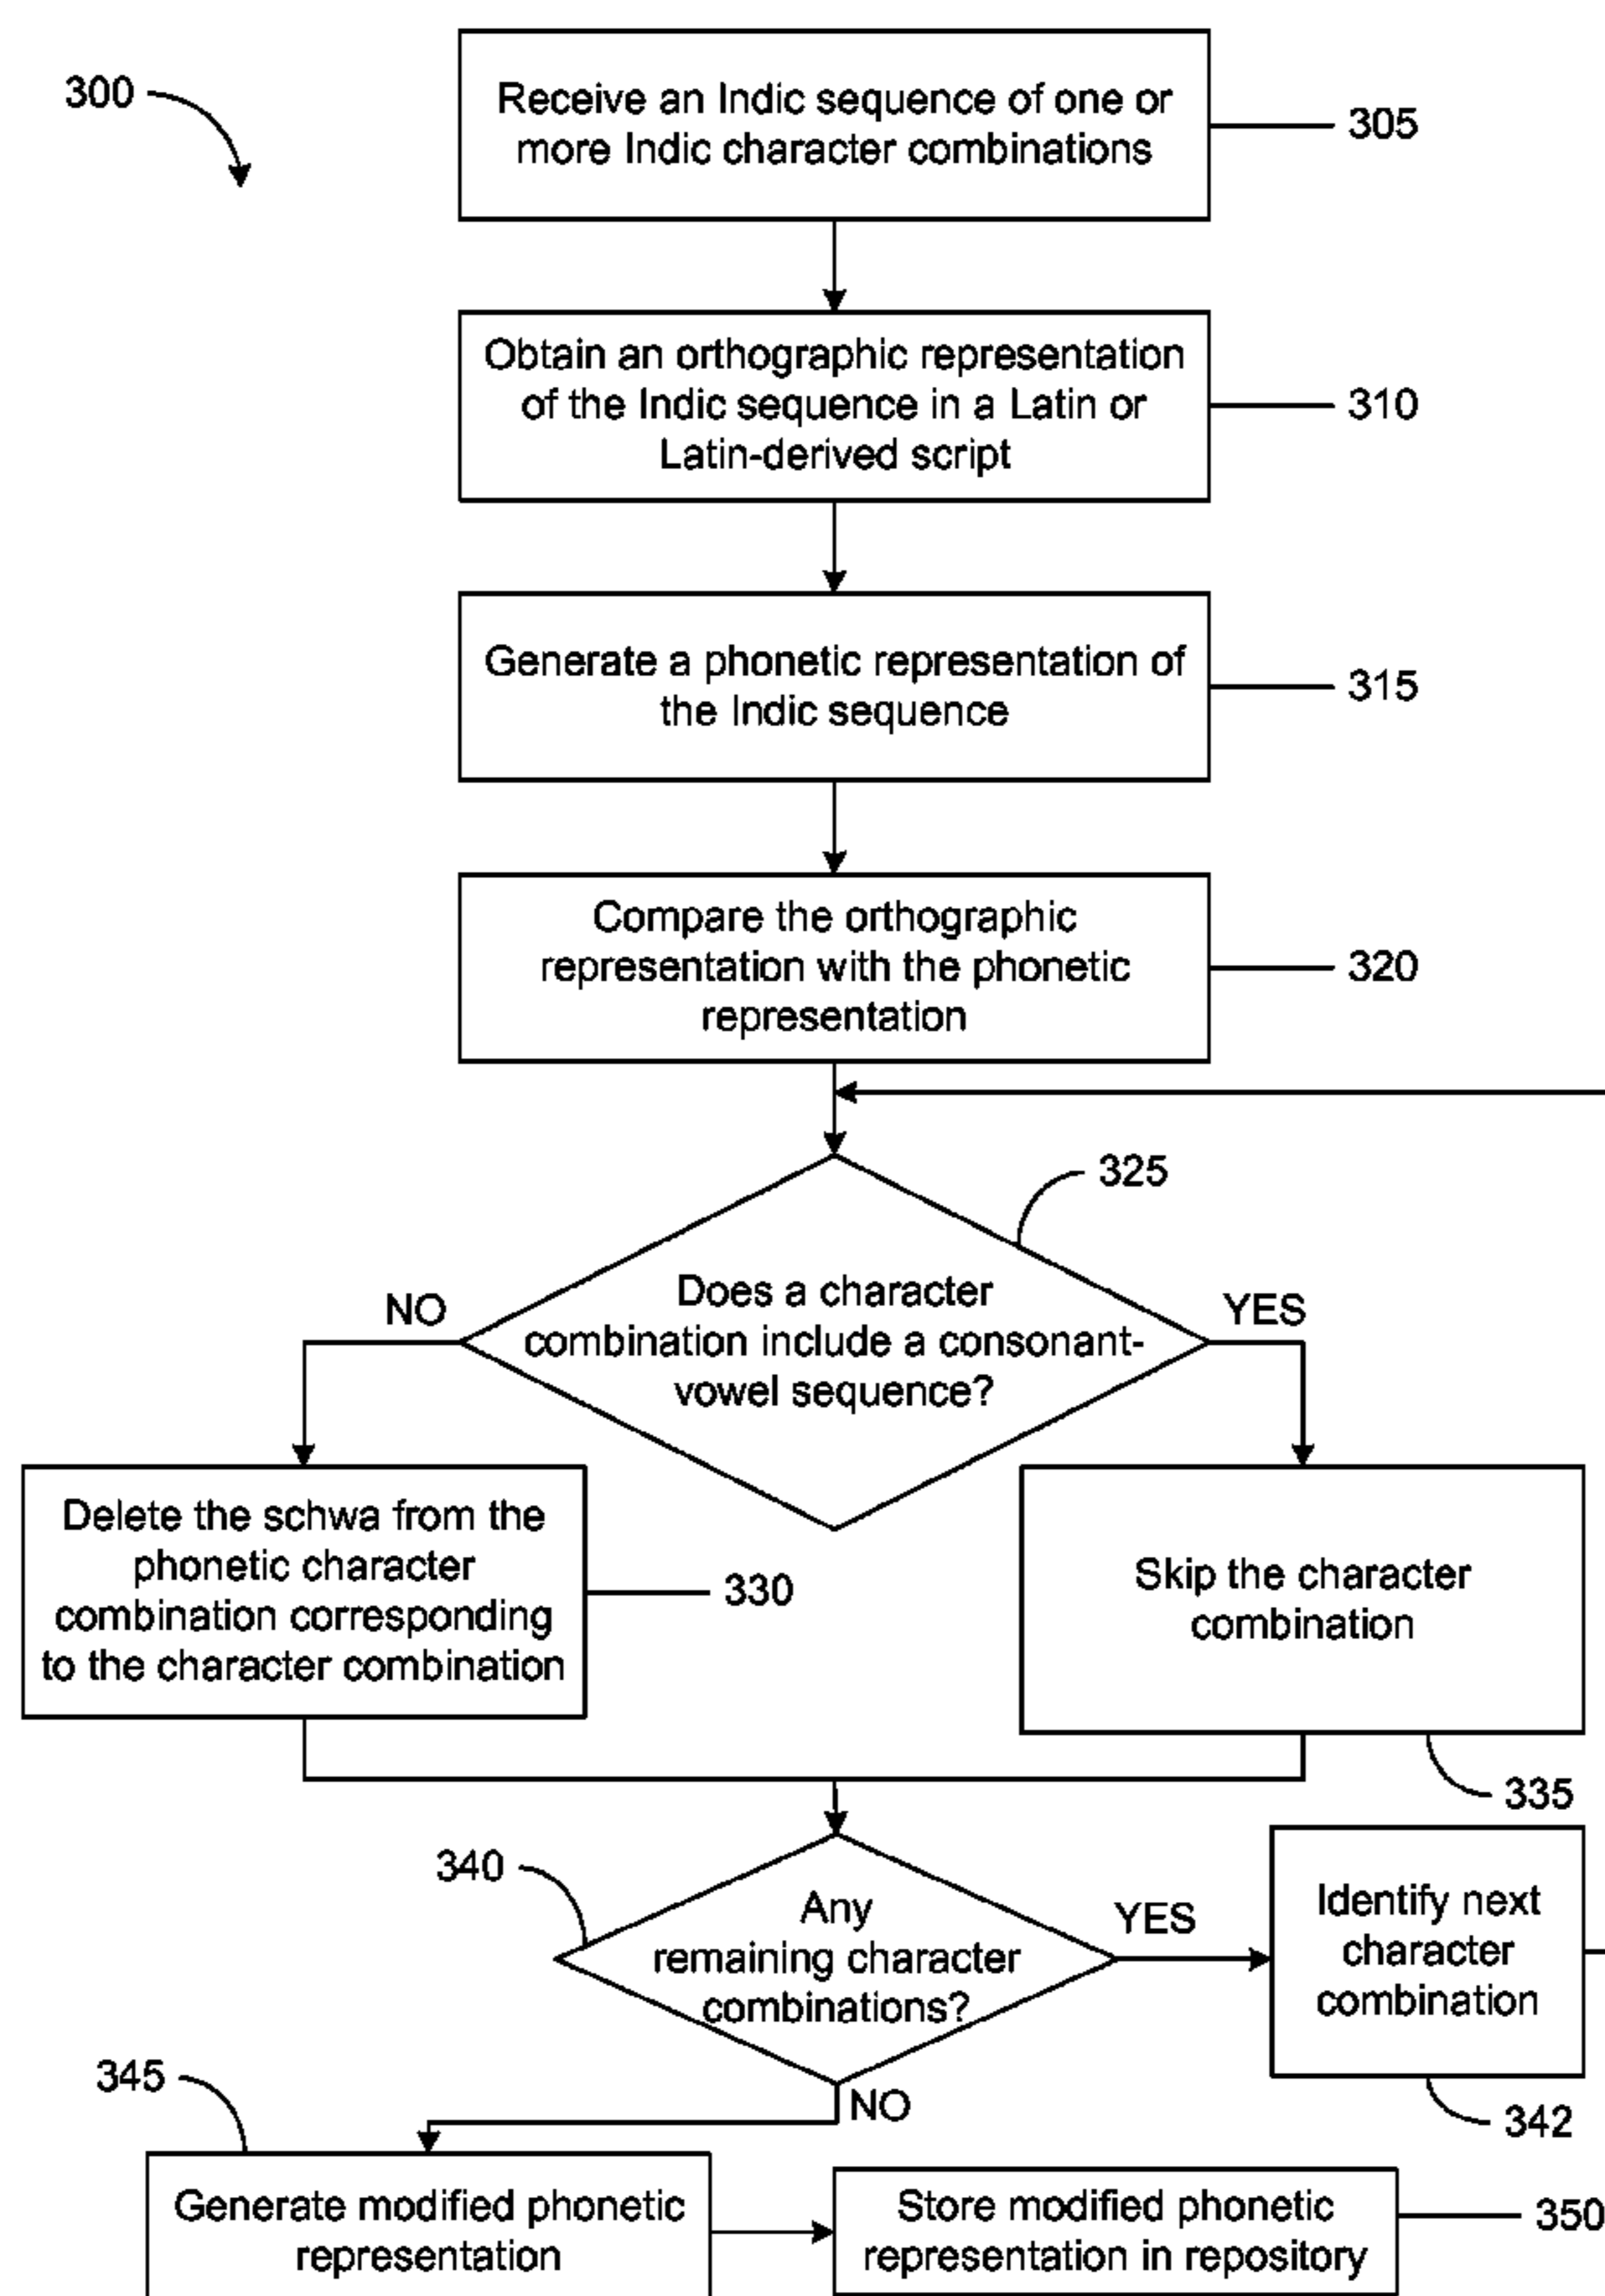 300
Receive an Indic sequence of one or
more Indic character combinations
305
Obtain an orthographic representation
of the Indic sequence in a Latin or
Latin-derived script
310
Generate a phonetic representation of
the Indic sequence
315
Compare the orthographic
representation with the phonetic
representation
320
325
Does a character
combination include a consonant-
vowel sequence?
NO
YES
Delete the schwa from the
phonetic character
combination corresponding
to the character combination
330
Skip the character
combination
335
340
Any
remaining character
combinations?
YES
Identify next
character
combination
342
NO
345
Generate modified phonetic
representation
Store modified phonetic
representation in repository
350